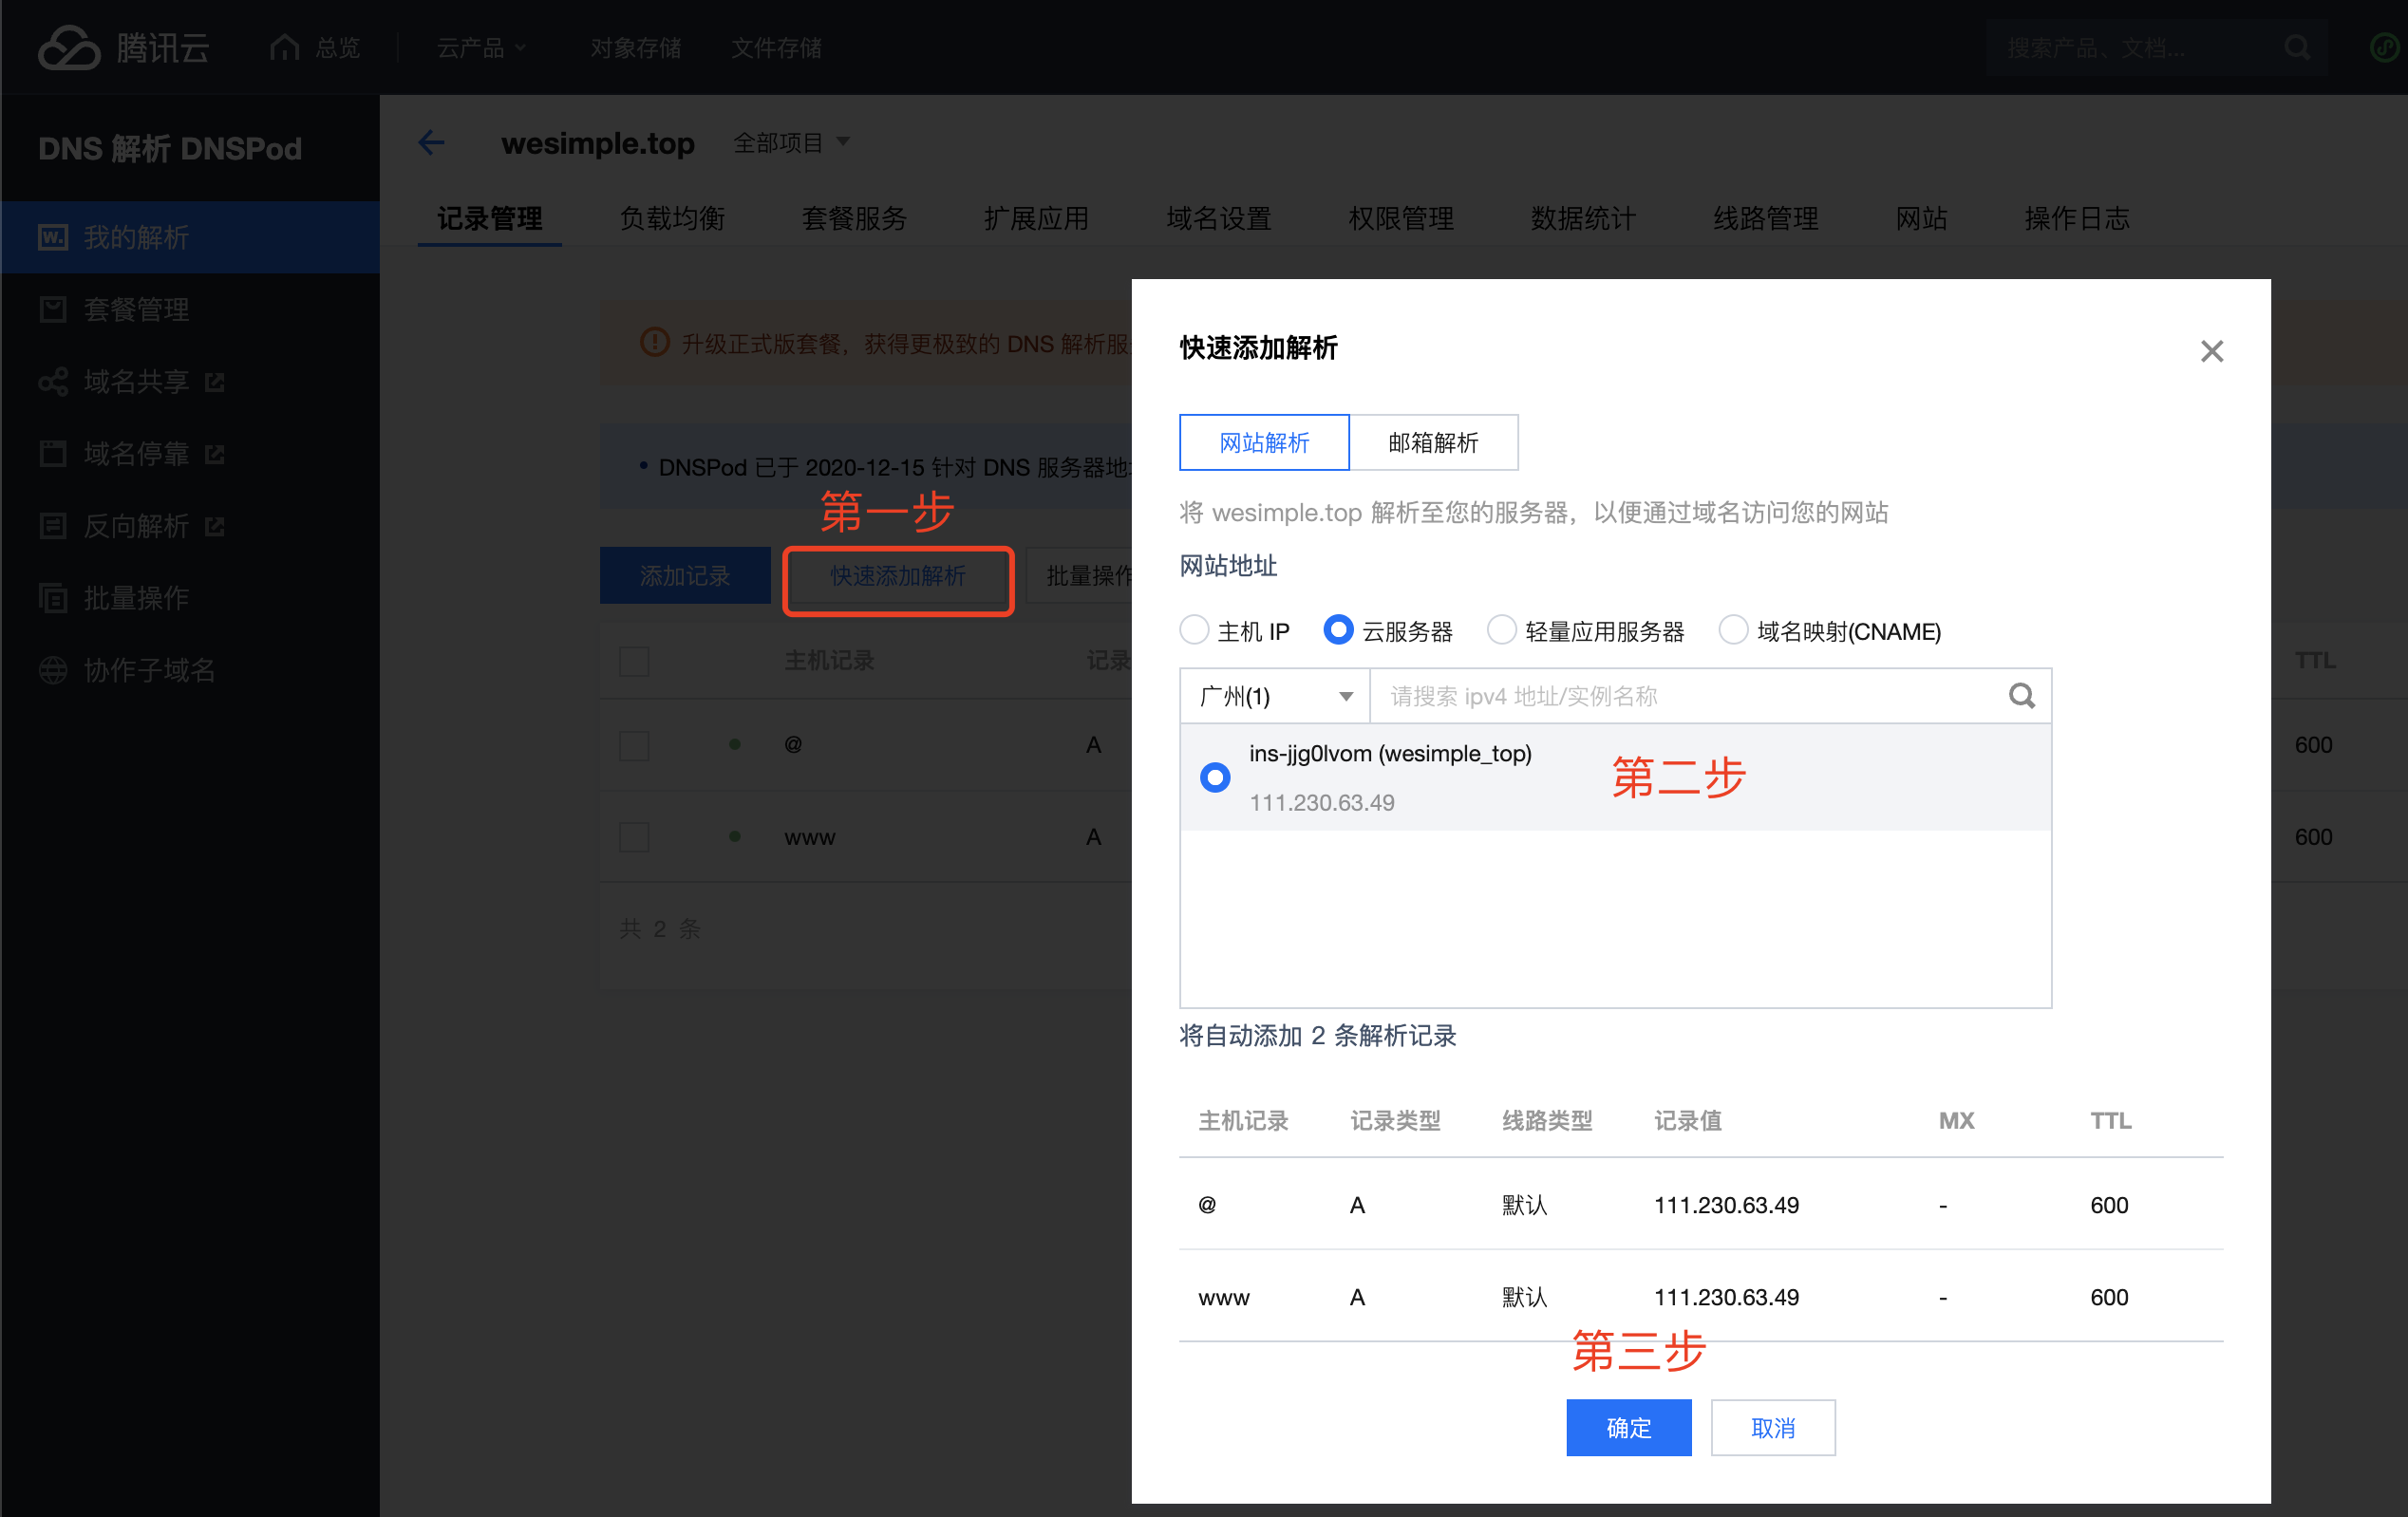 腾讯云
总览
云产品
对象存储
文件存储
搜索产品、文档...
DNS 解析 DNSPod
我的解析
套餐管理
域名共享
域名停靠
反向解析
批量操作
协作子域名
wesimple.top
全部项目
记录管理 负载均衡 套餐服务 扩展应用 域名设置 权限管理 数据统计 线路管理 网站 操作日志
升级正式版套餐，获得更极致的 DNS 解析服
DNSPod 已于 2020-12-15 针对 DNS 服务器地
第一步
添加记录 快速添加解析 批量操作
主机记录 记录 TTL
@ A 600
www A 600
共 2 条
快速添加解析
网站解析 邮箱解析
将 wesimple.top 解析至您的服务器，以便通过域名访问您的网站
网站地址
主机 IP 云服务器 轻量应用服务器 域名映射(CNAME)
广州(1) 请搜索 ipv4 地址/实例名称
ins-jjg0lvom (wesimple_top)
第二步
111.230.63.49
将自动添加 2 条解析记录
主机记录 记录类型 线路类型 记录值 MX TTL
@ A 默认 111.230.63.49 - 600
www A 默认 111.230.63.49 - 600
第三步
确定 取消